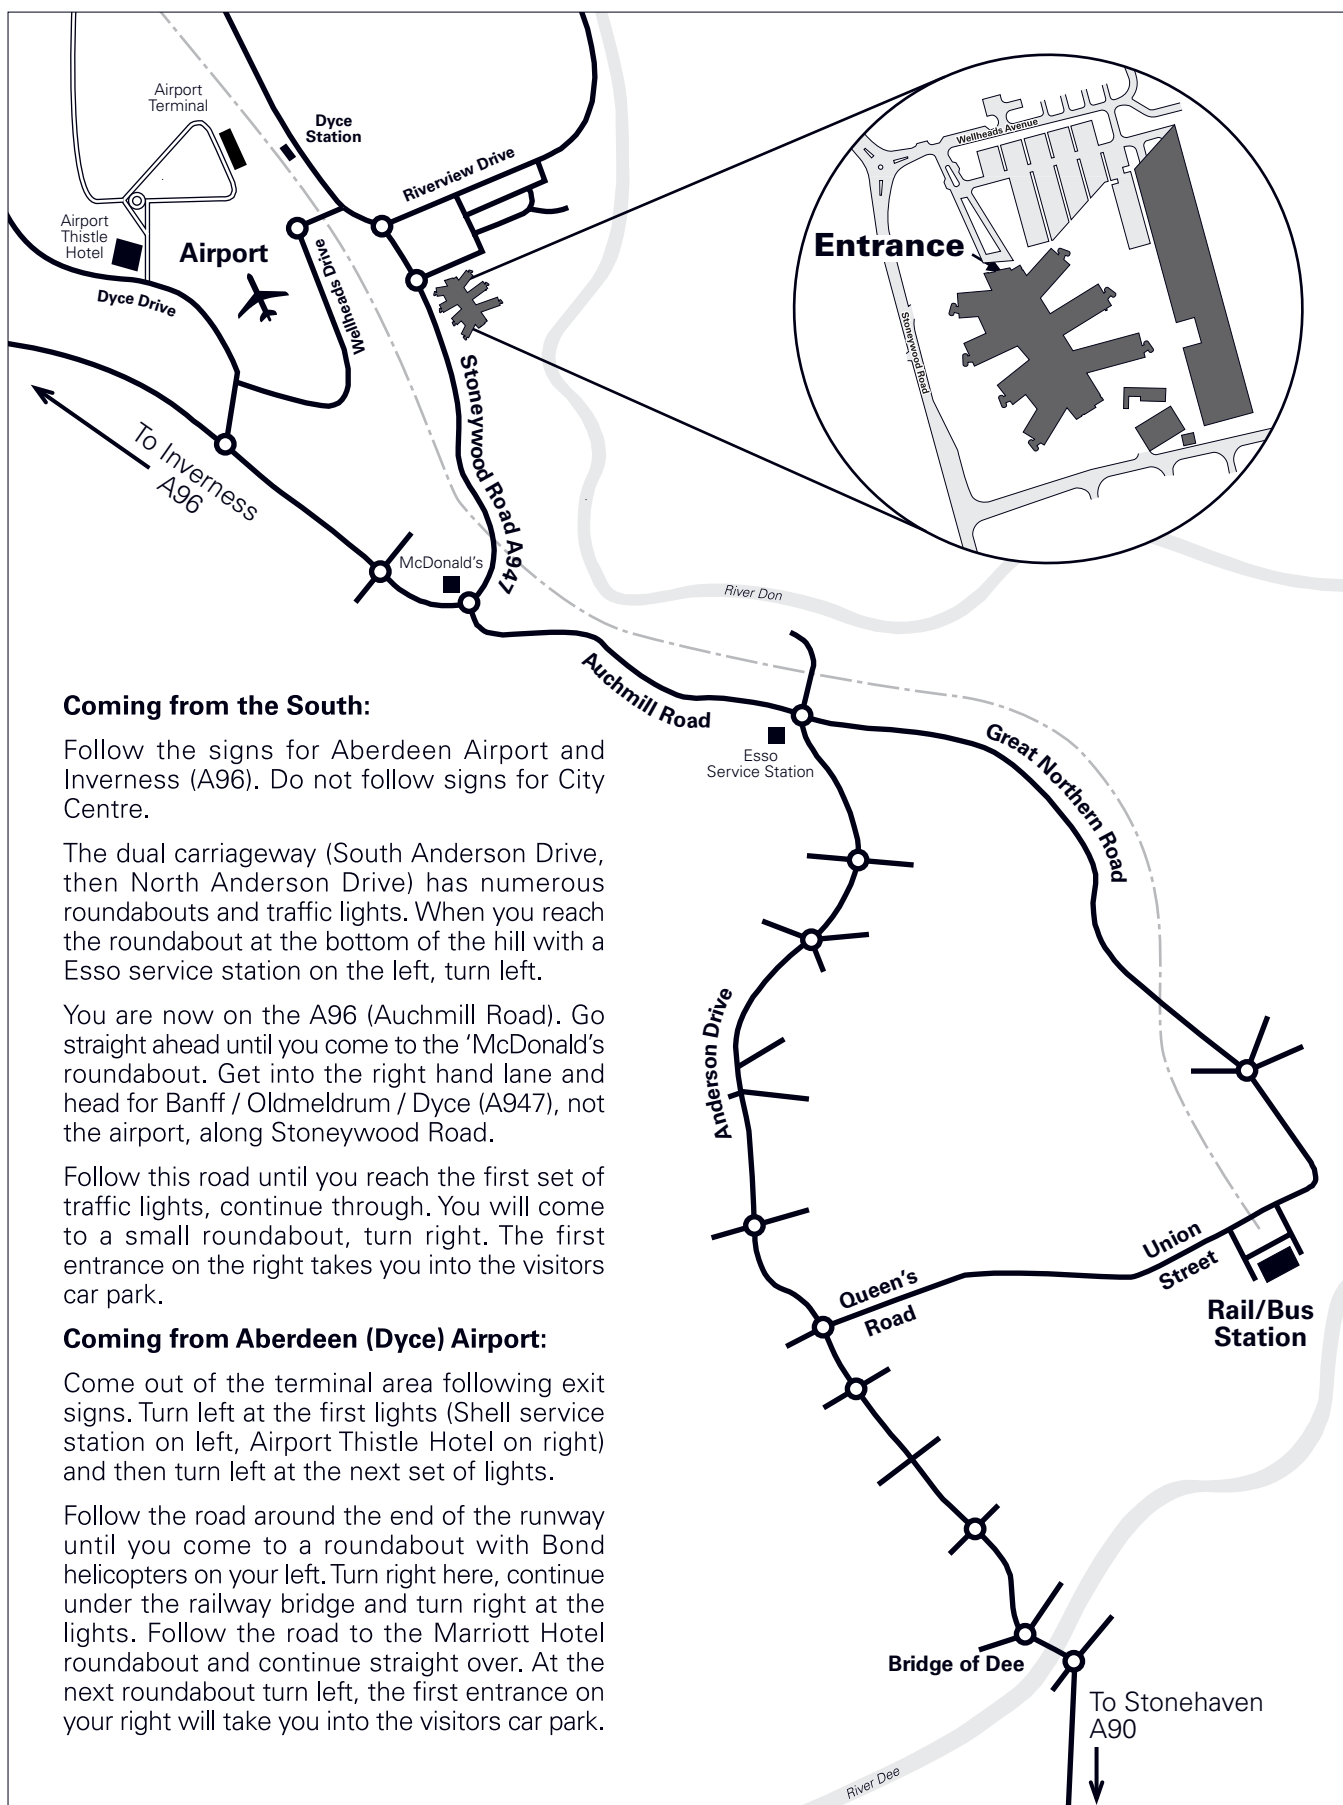 Airport
Terminal
Dyce
Station
Riverview Drive
Airport
Thistle
Hotel
Airport
Wellheads Drive
Dyce Drive
To Inverness
A96
Stoneywood Road A947
McDonald's
Wellheads Avenue
Entrance
Stoneywood Road
River Don
Auchmill Road
Esso
Service Station
Great Northern Road
Anderson Drive
Queen's
Road
Union
Street
Rail/Bus
Station
Bridge of Dee
To Stonehaven
A90
River Dee
Coming from the South:
Follow the signs for Aberdeen Airport and
Inverness (A96). Do not follow signs for City
Centre.
The dual carriageway (South Anderson Drive,
then North Anderson Drive) has numerous
roundabouts and traffic lights. When you reach
the roundabout at the bottom of the hill with a
Esso service station on the left, turn left.
You are now on the A96 (Auchmill Road). Go
straight ahead until you come to the ‘McDonald’s
roundabout. Get into the right hand lane and
head for Banff / Oldmeldrum / Dyce (A947), not
the airport, along Stoneywood Road.
Follow this road until you reach the first set of
traffic lights, continue through. You will come
to a small roundabout, turn right. The first
entrance on the right takes you into the visitors
car park.
Coming from Aberdeen (Dyce) Airport:
Come out of the terminal area following exit
signs. Turn left at the first lights (Shell service
station on left, Airport Thistle Hotel on right)
and then turn left at the next set of lights.
Follow the road around the end of the runway
until you come to a roundabout with Bond
helicopters on your left. Turn right here, continue
under the railway bridge and turn right at the
lights. Follow the road to the Marriott Hotel
roundabout and continue straight over. At the
next roundabout turn left, the first entrance on
your right will take you into the visitors car park.